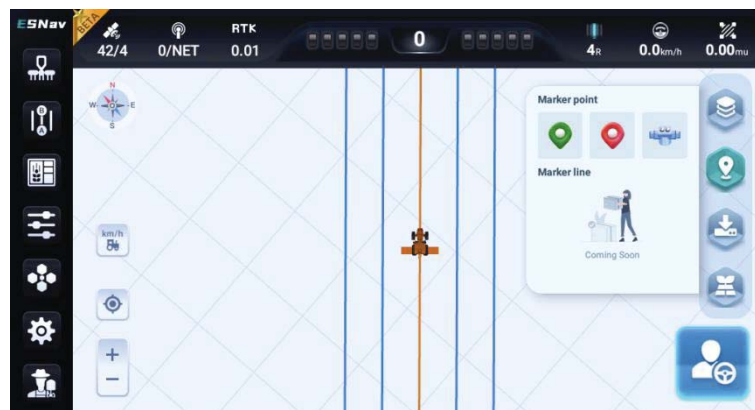 ESNav
BETA
42/4
0/NET
RTK
0.01
0
4R
0.0km/h
0.00mu
N
W
E
S
B
A
km/h
+
−
Marker point
Marker line
Coming Soon
No